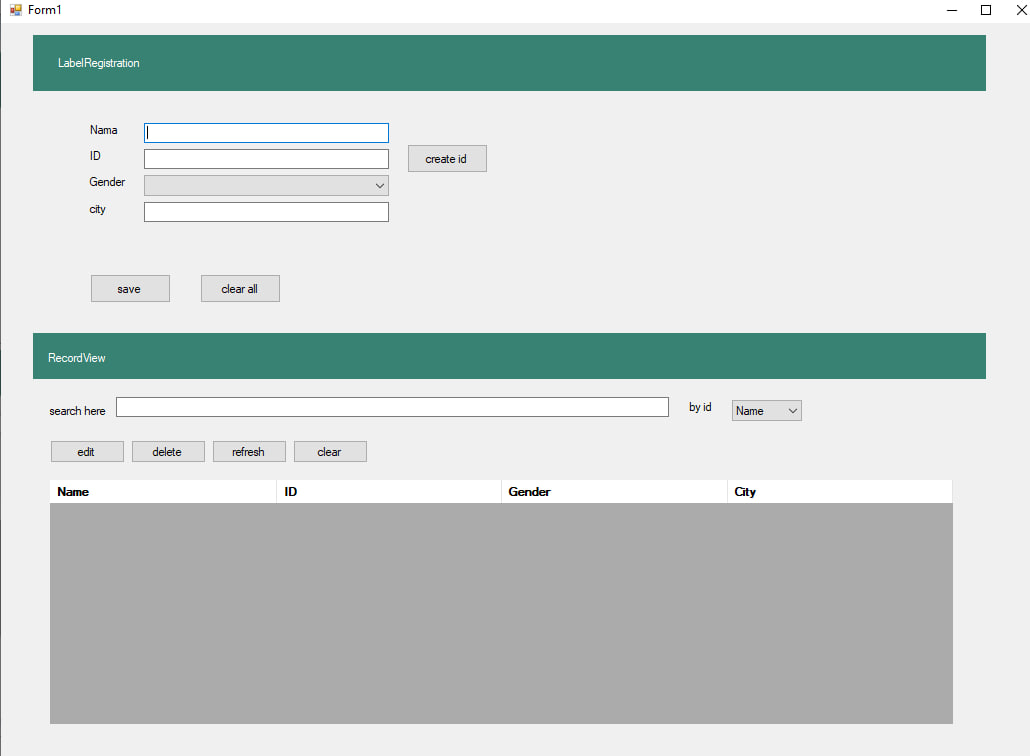 Form1
LabelRegistration
Nama
ID
create id
Gender
city
save clear all
RecordView
search here by id Name
edit delete refresh clear
Name ID Gender City